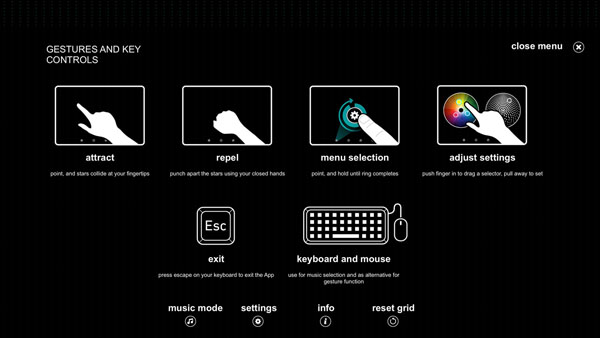 GESTURES AND KEY
CONTROLS
close menu
attract
repel
menu selection
adjust settings
point, and stars collide at your fingertips
punch apart the stars using your closed hands
point, and hold until ring completes
push finger in to drag a selector, pull away to set
Esc
exit
keyboard and mouse
press escape on your keyboard to exit the App
use for music selection and as alternative for
gesture function
music mode
settings
info
reset grid